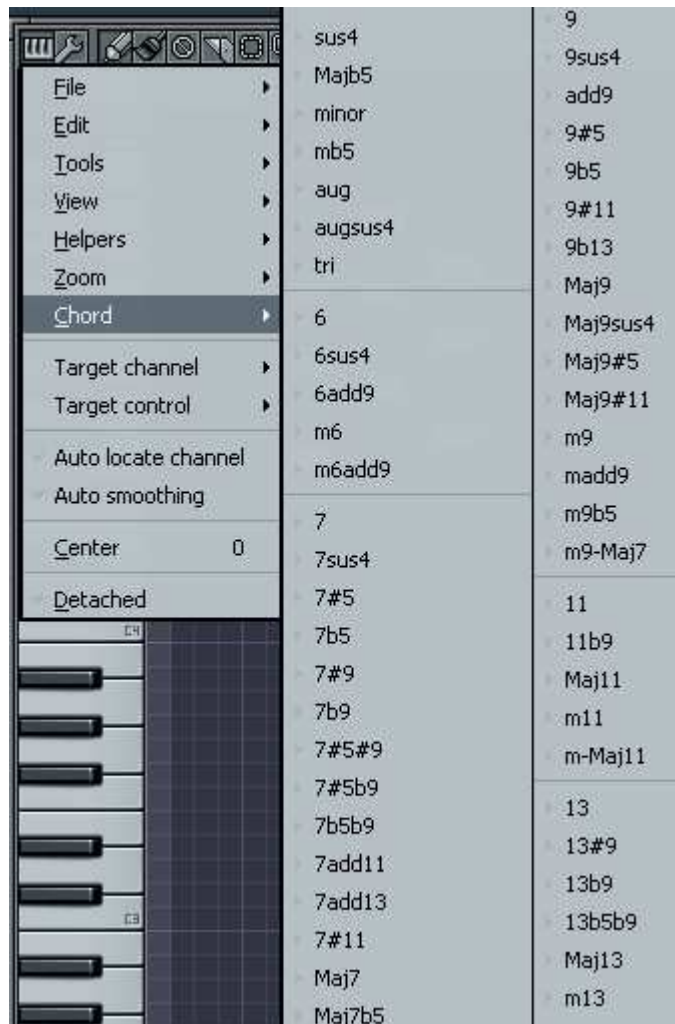 File
Edit
Tools
View
Helpers
Zoom
Chord
Target channel
Target control
Auto locate channel
Auto smoothing
Center 0
Detached
C4
C3
sus4
Majb5
minor
mb5
aug
augsus4
tri
6
6sus4
6add9
m6
m6add9
7
7sus4
7#5
7b5
7#9
7b9
7#5#9
7#5b9
7b5b9
7add11
7add13
7#11
Maj7
Maj7b5
9
9sus4
add9
9#5
9b5
9#11
9b13
Maj9
Maj9sus4
Maj9#5
Maj9#11
m9
madd9
m9b5
m9-Maj7
11
11b9
Maj11
m11
m-Maj11
13
13#9
13b9
13b5b9
Maj13
m13